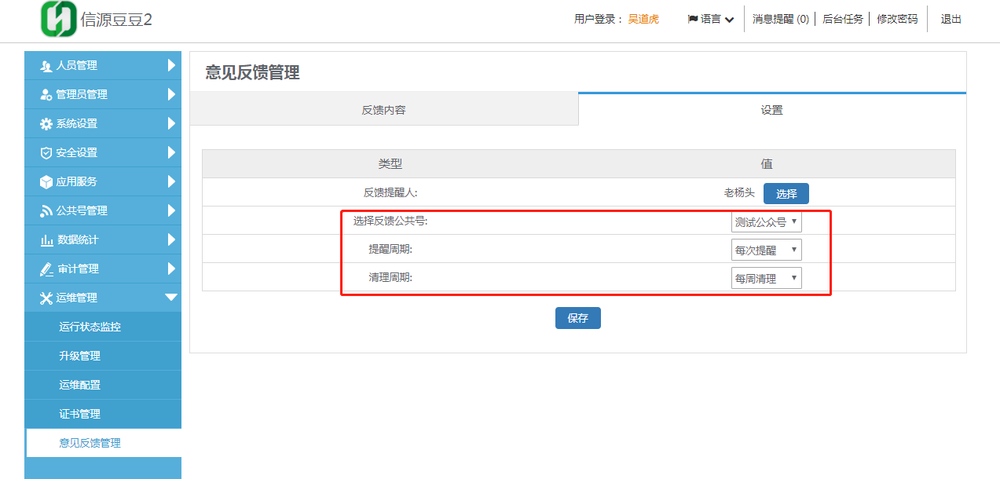 信源豆豆2
用户登录： 吴道虎 语言 消息提醒 (0) 后台任务 修改密码 退出
人员管理
管理员管理
系统设置
安全设置
应用服务
公共号管理
数据统计
审计管理
运维管理
运行状态监控
升级管理
运维配置
证书管理
意见反馈管理
意见反馈管理
反馈内容 设置
类型 值
反馈提醒人: 老杨头 选择
选择反馈公共号: 测试公众号
提醒周期: 每次提醒
清理周期: 每周清理
保存